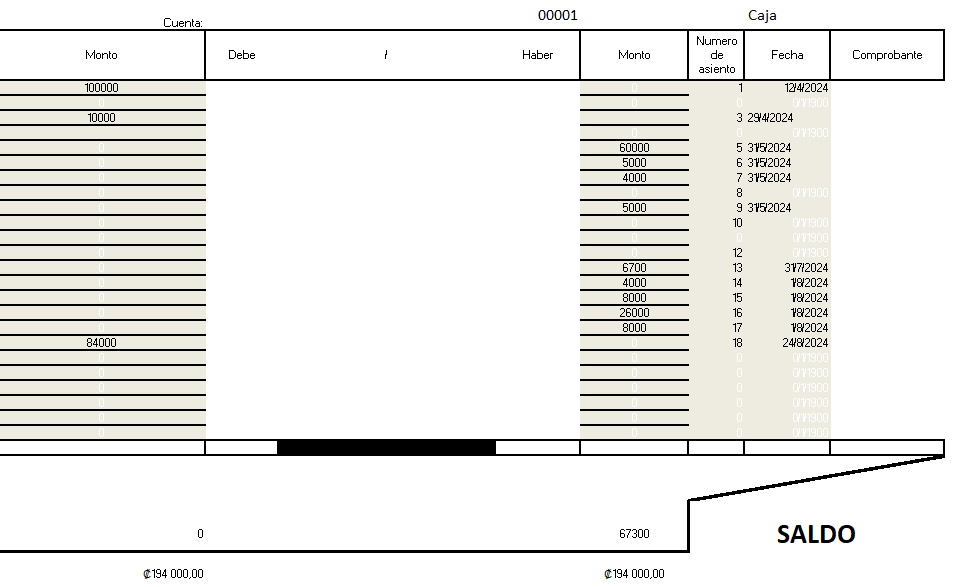 Cuenta: 00001 Caja
Monto Debe / Haber Monto Numero de asiento Fecha Comprobante
100000 0 1 12/4/2024
0 0 0 0/1/1900
10000 3 29/4/2024
0 0 0/1/1900
0 60000 5 31/5/2024
0 5000 6 31/5/2024
0 4000 7 31/5/2024
0 0 8 0/1/1900
0 5000 9 31/5/2024
0 0 10 0/1/1900
0 0 0 0/1/1900
0 0 12 0/1/1900
0 6700 13 31/7/2024
0 4000 14 1/8/2024
0 8000 15 1/8/2024
0 26000 16 1/8/2024
0 8000 17 1/8/2024
84000 0 18 24/8/2024
0 0 0 0/1/1900
0 0 0 0/1/1900
0 0 0 0/1/1900
0 0 0 0/1/1900
0 0 0 0/1/1900
0 0 0 0/1/1900
0 67300 SALDO
₡194 000,00 ₡194 000,00